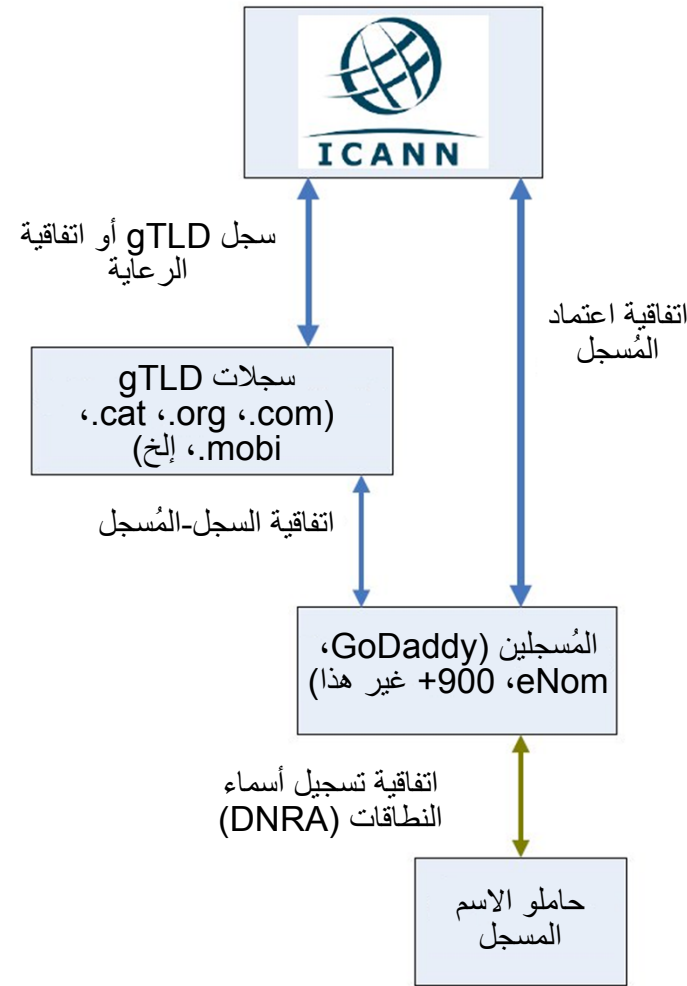 ICANN
سجل gTLD أو اتفاقية
الرعاية
اتفاقية اعتماد
المُسجل
سجلات gTLD
(com.، org.، cat.،
mobi.، إلخ)
اتفاقية السجل-المُسجل
المُسجلين (GoDaddy،
eNom، 900+ غير هذا)
اتفاقية تسجيل أسماء
النطاقات (DNRA)
حاملو الاسم
المسجل